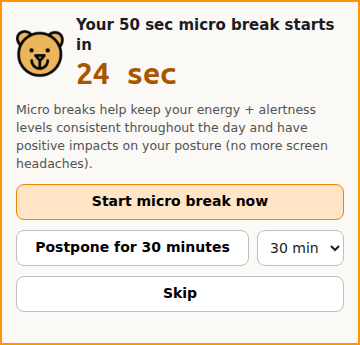 Your 50 sec micro break starts
in
24 sec
Micro breaks help keep your energy + alertness
levels consistent throughout the day and have
positive impacts on your posture (no more screen
headaches).
Start micro break now
Postpone for 30 minutes
30 min
Skip